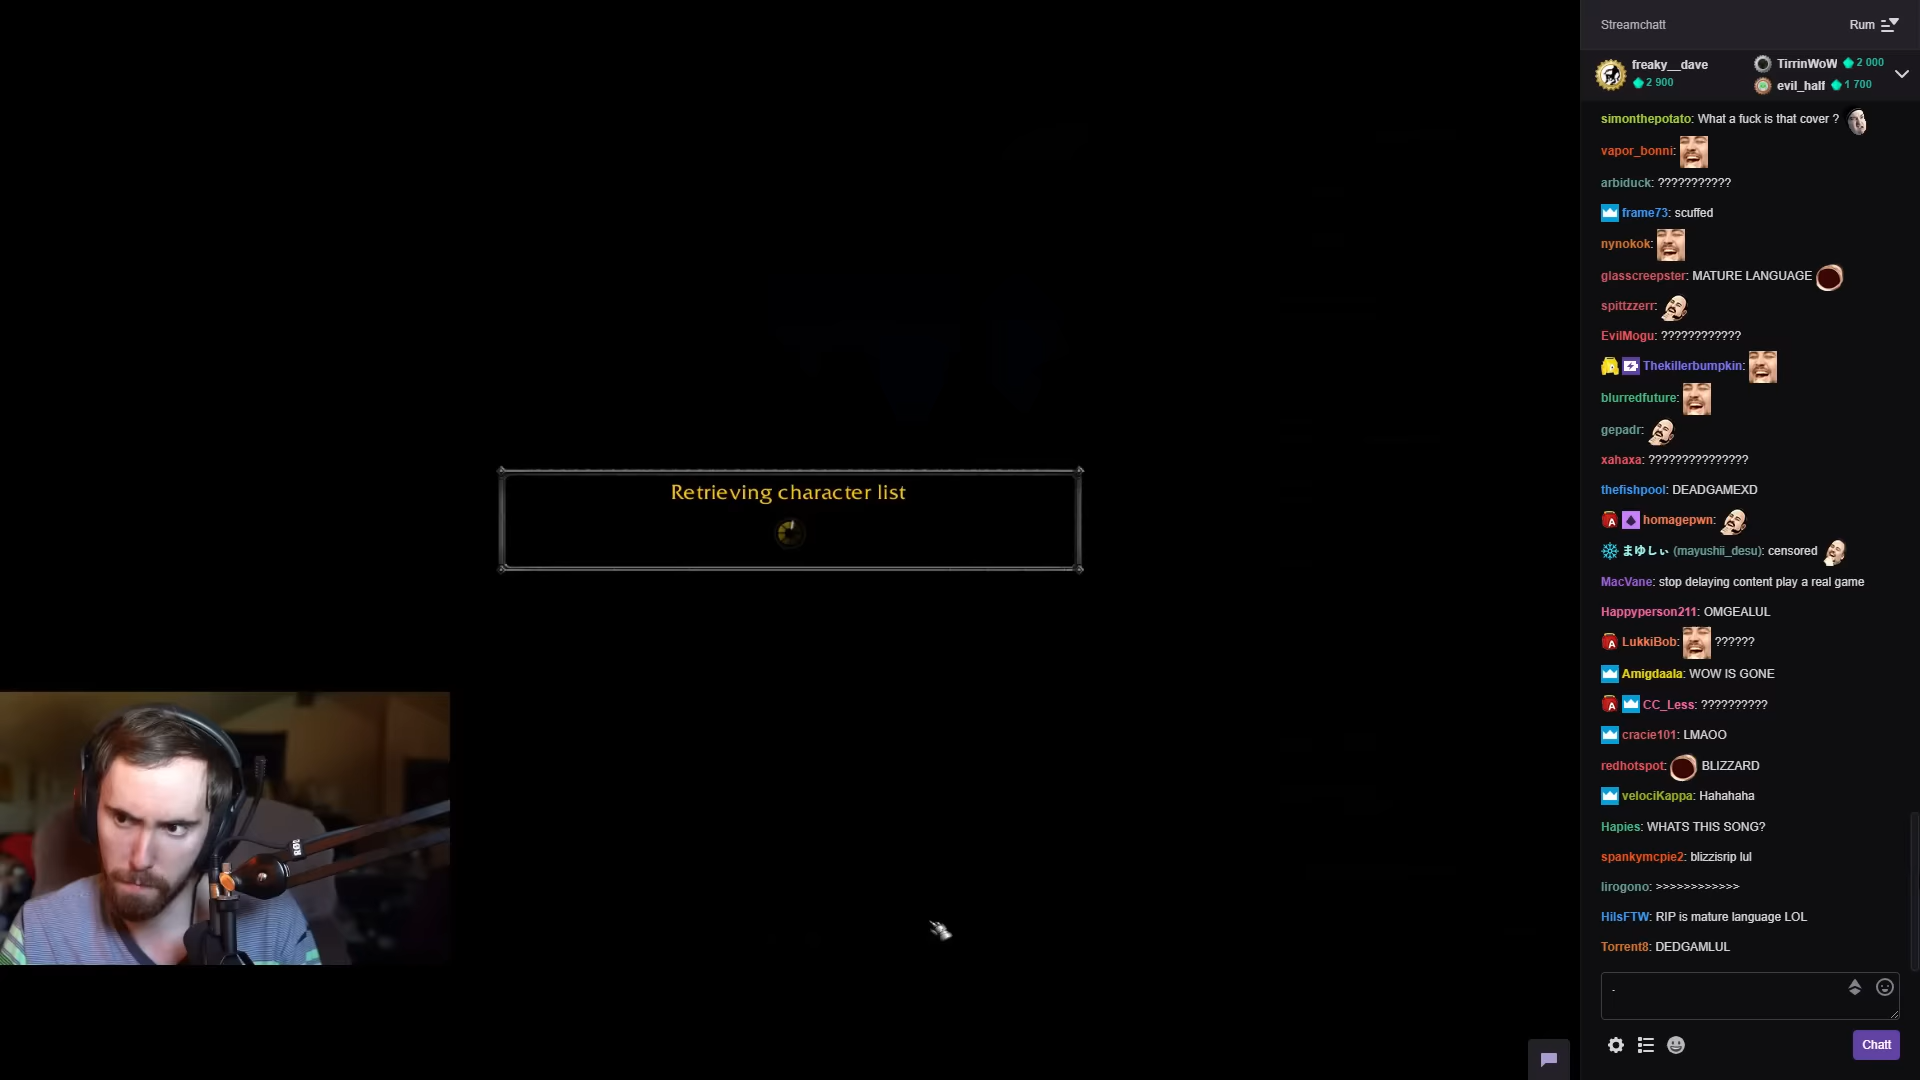 Retrieving character list
RØDE
Streamchatt
Rum
freaky__dave
2 900
TirrinWoW 2 000
evil_half 1 700
simonthepotato: What a fuck is that cover ?
vapor_bonni:
arbiduck: ???????????
frame73: scuffed
nynokok:
glasscreepster: MATURE LANGUAGE
spittzzerr:
EvilMogu: ????????????
Thekillerbumpkin:
blurredfuture:
gepadr:
xahaxa: ???????????????
thefishpool: DEADGAMEXD
homagepwn:
まゆしぃ (mayushii_desu): censored
MacVane: stop delaying content play a real game
Happyperson211: OMGEALUL
LukkiBob: ??????
Amigdaala: WOW IS GONE
CC_Less: ??????????
cracie101: LMAOO
redhotspot: BLIZZARD
velociKappa: Hahahaha
Hapies: WHATS THIS SONG?
spankymcpie2: blizzisrip lul
lirogono: >>>>>>>>>>>>
HilsFTW: RIP is mature language LOL
Torrent8: DEDGAMLUL
-
Chatt